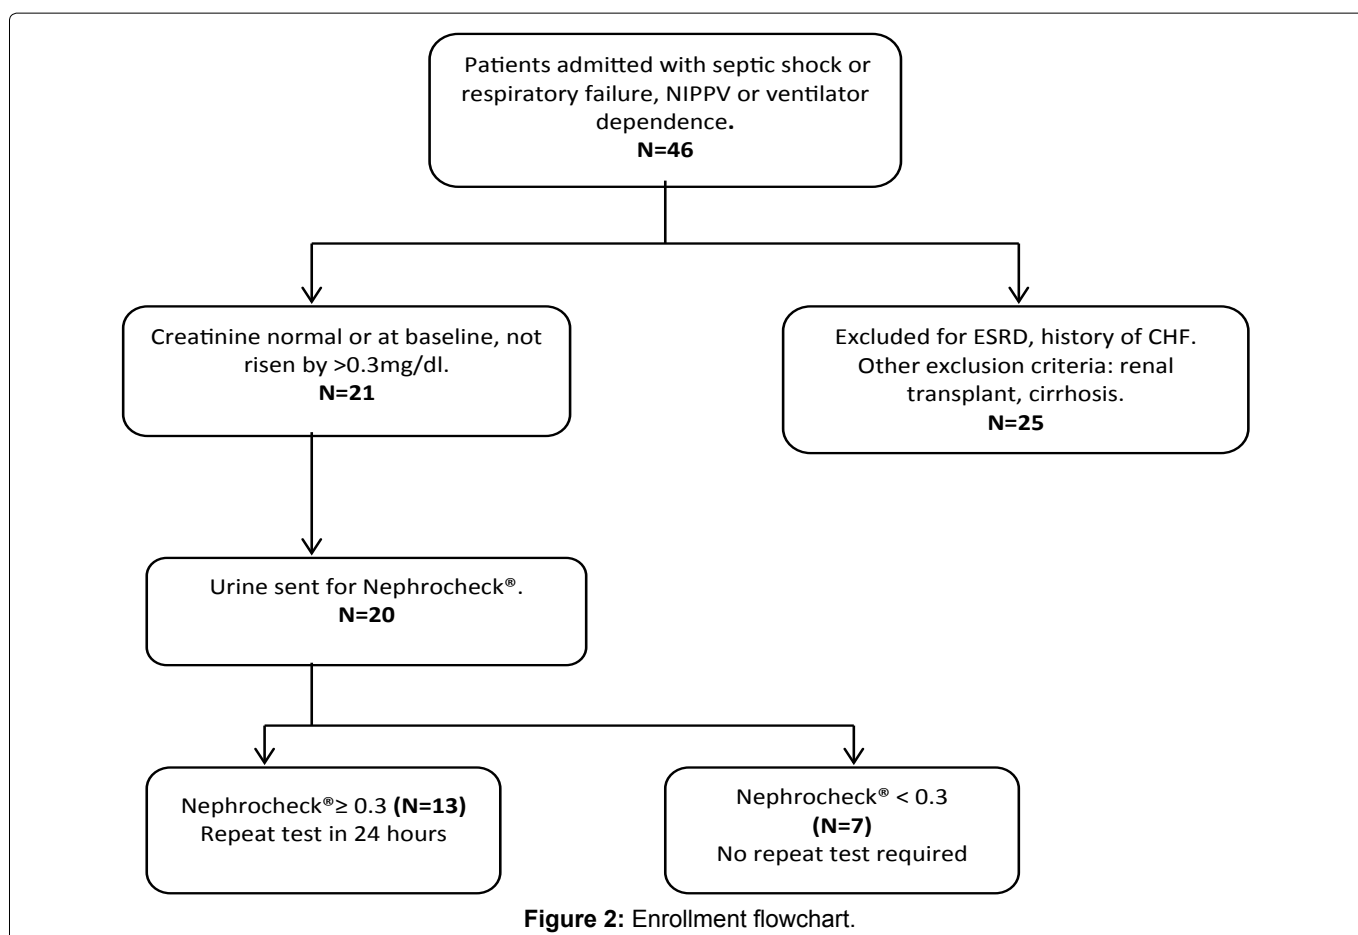 Patients admitted with septic shock or
respiratory failure, NIPPV or ventilator
dependence.
N=46
Creatinine normal or at baseline, not
risen by >0.3mg/dl.
N=21
Excluded for ESRD, history of CHF.
Other exclusion criteria: renal
transplant, cirrhosis.
N=25
Urine sent for Nephrocheck®.
N=20
Nephrocheck®≥ 0.3 (N=13)
Repeat test in 24 hours
Nephrocheck® < 0.3
(N=7)
No repeat test required
Figure 2: Enrollment flowchart.